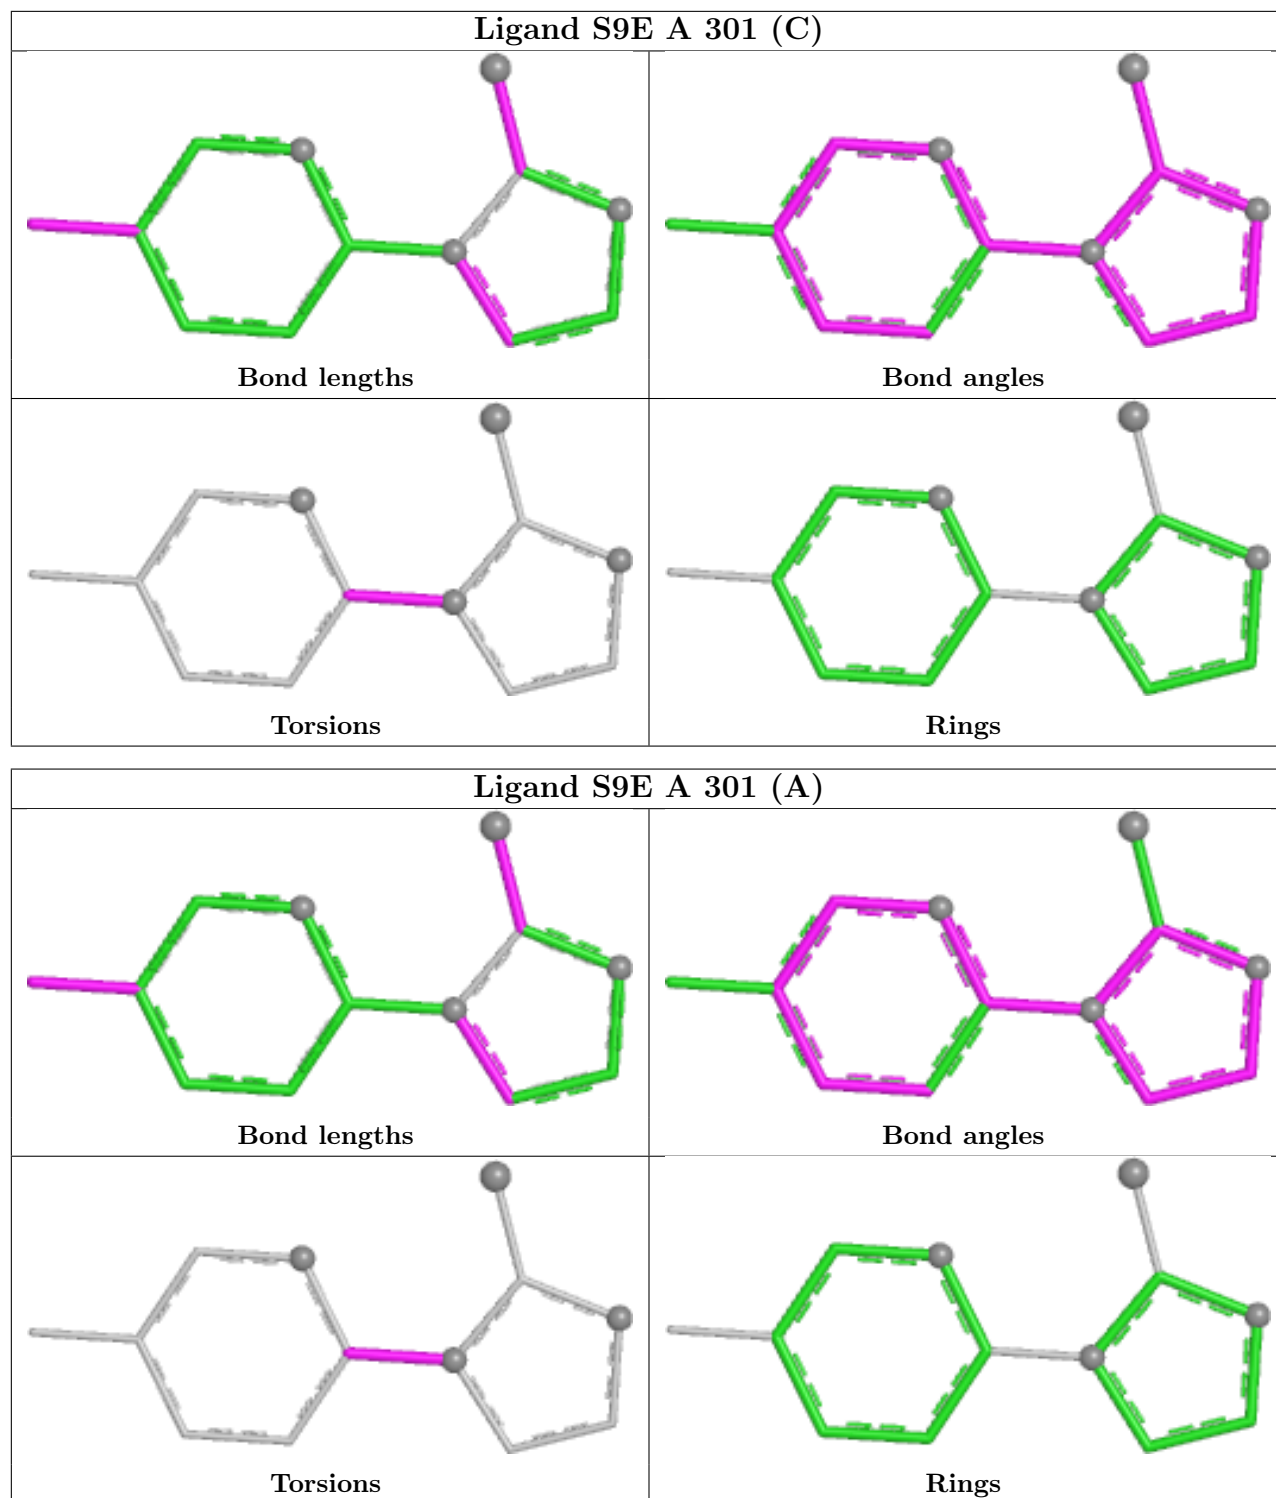 Ligand S9E A 301 (C)
Bond lengths
Bond angles
Torsions
Rings
Ligand S9E A 301 (A)
Bond lengths
Bond angles
Torsions
Rings